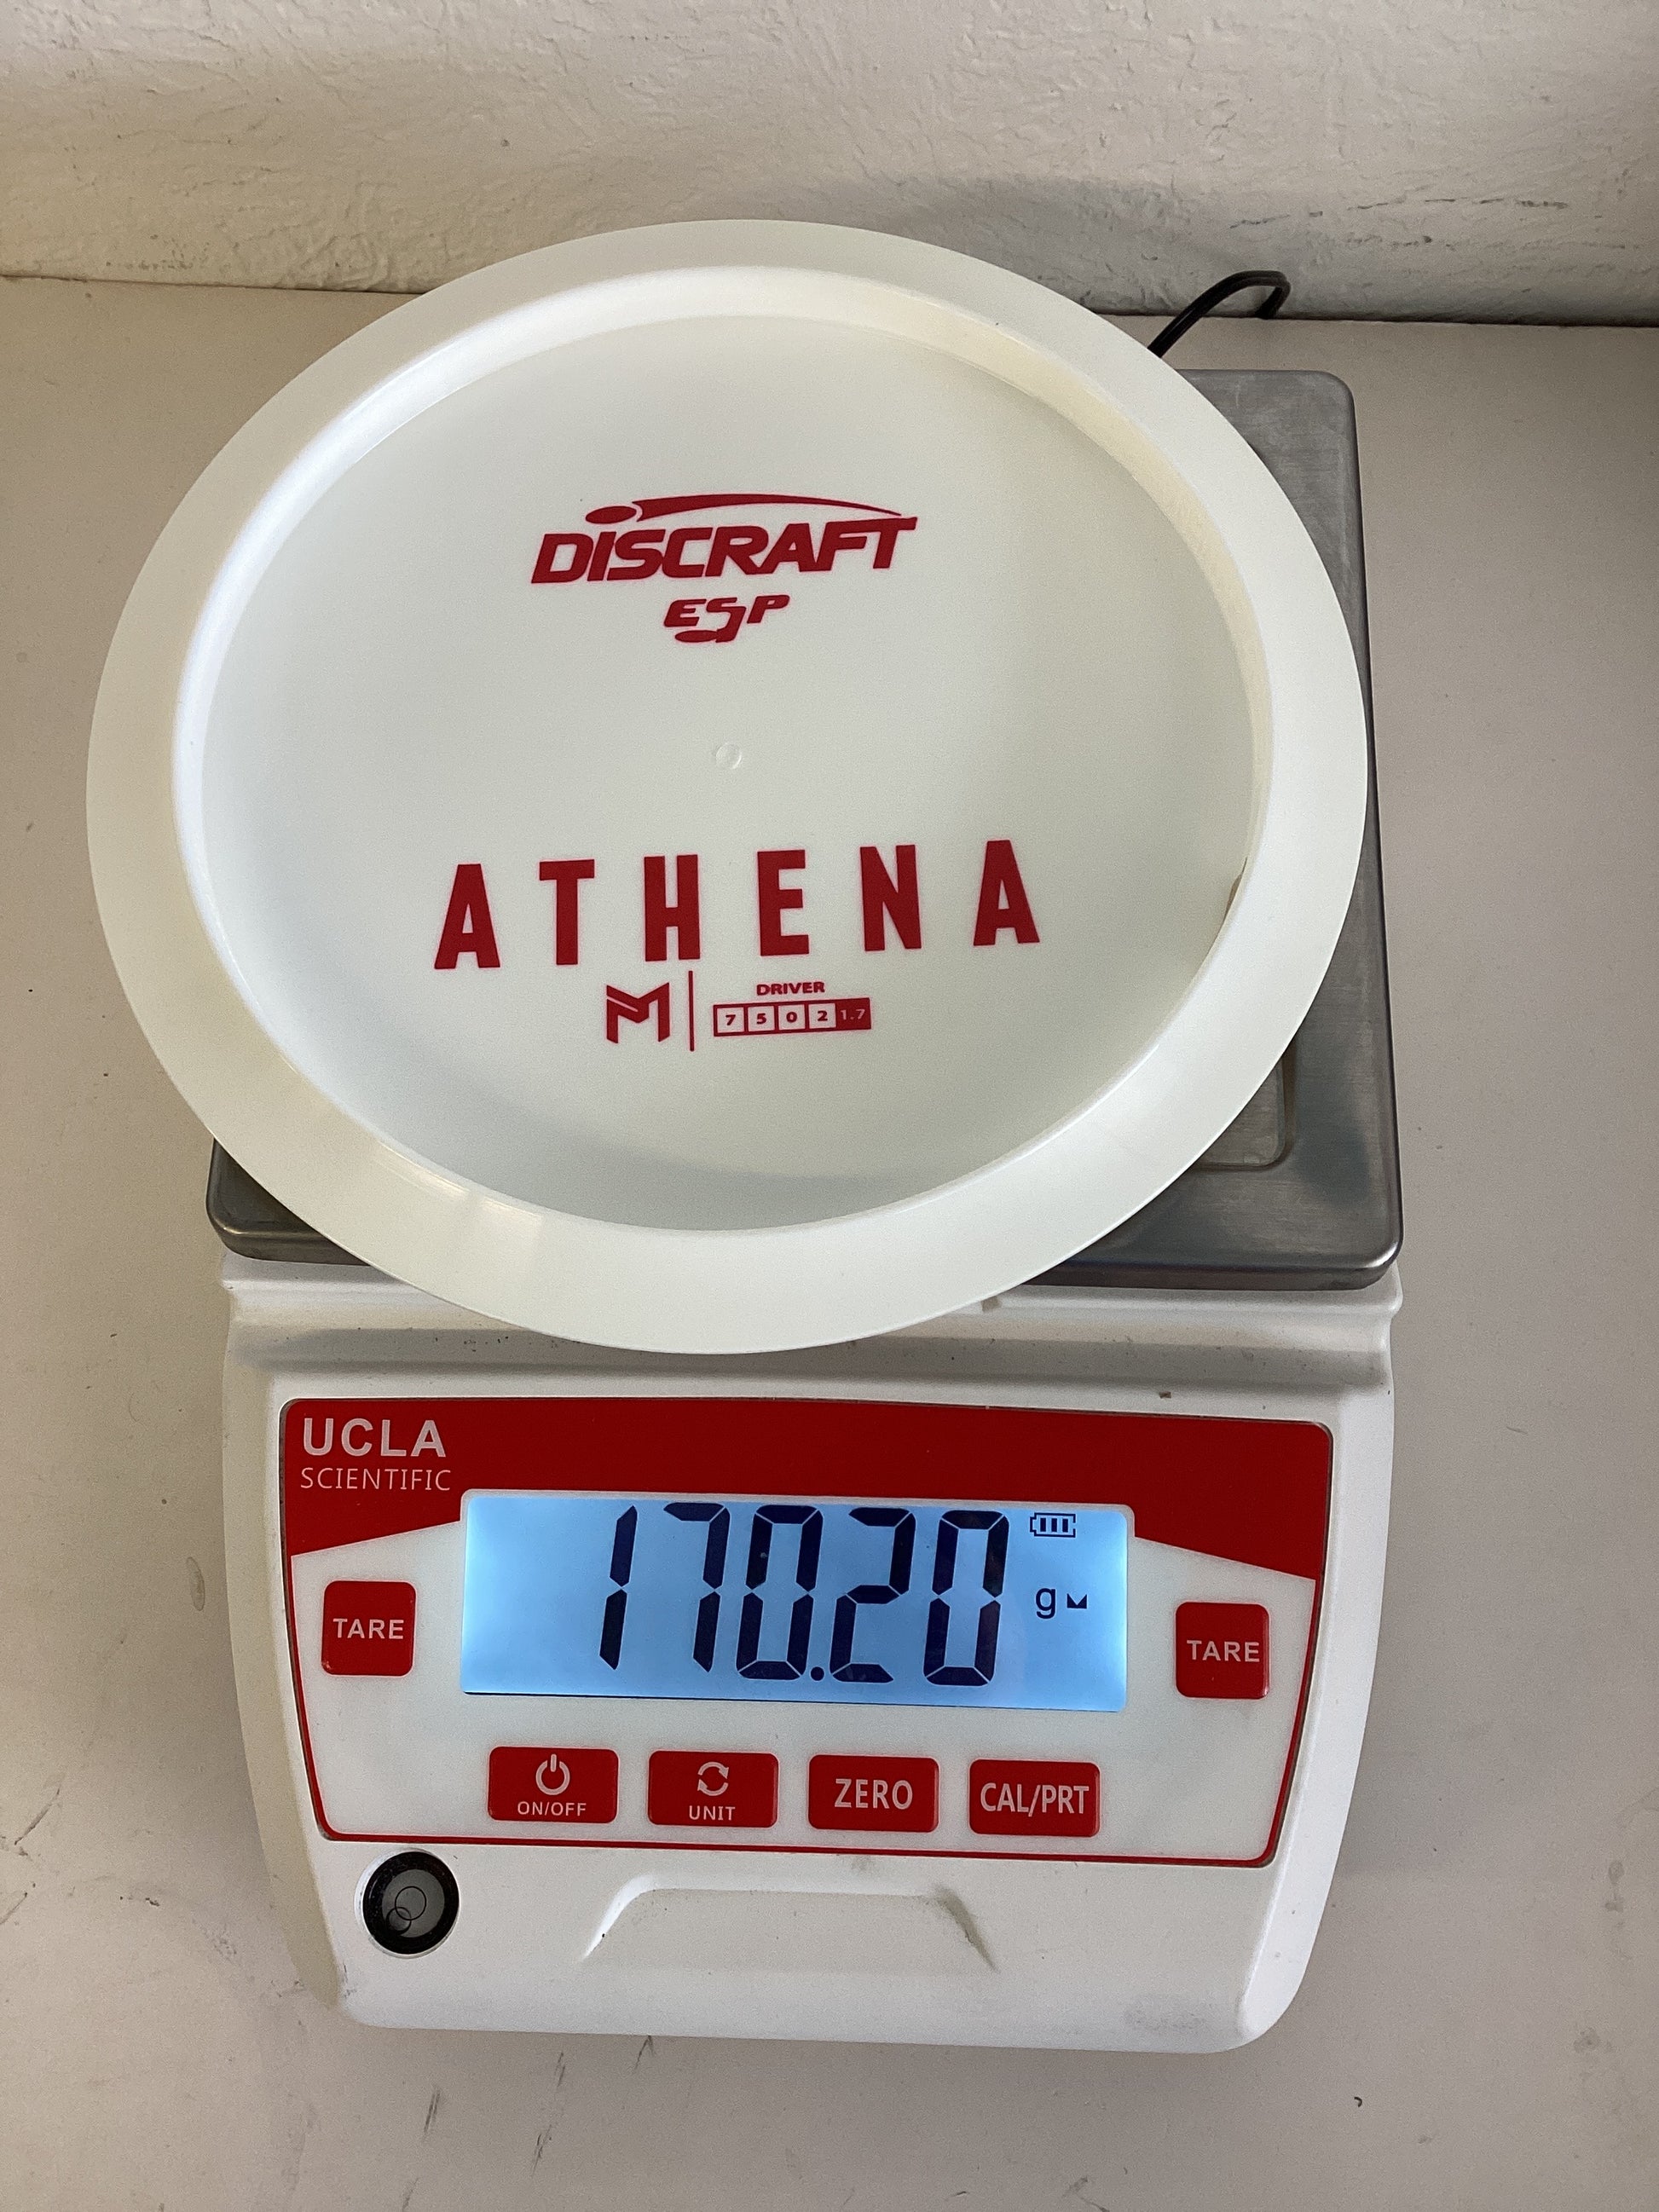 DISCRAFT
ESP
ATHENA
DRIVER
7 5 0 2 1.7
UCLA
SCIENTIFIC
170.20 g
TARE
TARE
ON/OFF
UNIT
ZERO
CAL/PRT